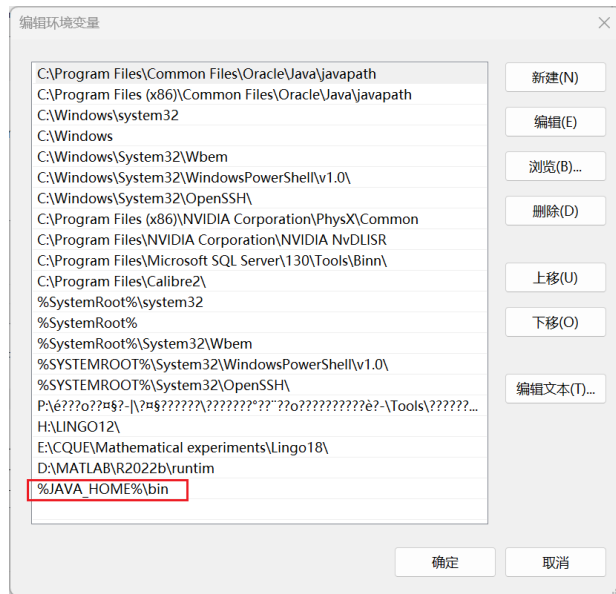 编辑环境变量
C:\Program Files\Common Files\Oracle\Java\javapath
C:\Program Files (x86)\Common Files\Oracle\Java\javapath
C:\Windows\system32
C:\Windows
C:\Windows\System32\Wbem
C:\Windows\System32\WindowsPowerShell\v1.0\
C:\Windows\System32\OpenSSH\
C:\Program Files (x86)\NVIDIA Corporation\PhysX\Common
C:\Program Files\NVIDIA Corporation\NVIDIA NvDLISR
C:\Program Files\Microsoft SQL Server\130\Tools\Binn\
C:\Program Files\Calibre2\
%SystemRoot%\system32
%SystemRoot%
%SystemRoot%\System32\Wbem
%SYSTEMROOT%\System32\WindowsPowerShell\v1.0\
%SYSTEMROOT%\System32\OpenSSH\
P:\é???o??¤§?-|\?¤§??????\???????°??¨??o??????????è?-\Tools\??????...
H:\LINGO12\
E:\CQUE\Mathematical experiments\Lingo18\
D:\MATLAB\R2022b\runtim
%JAVA_HOME%\bin
新建(N)
编辑(E)
浏览(B)...
删除(D)
上移(U)
下移(O)
编辑文本(T)...
确定
取消